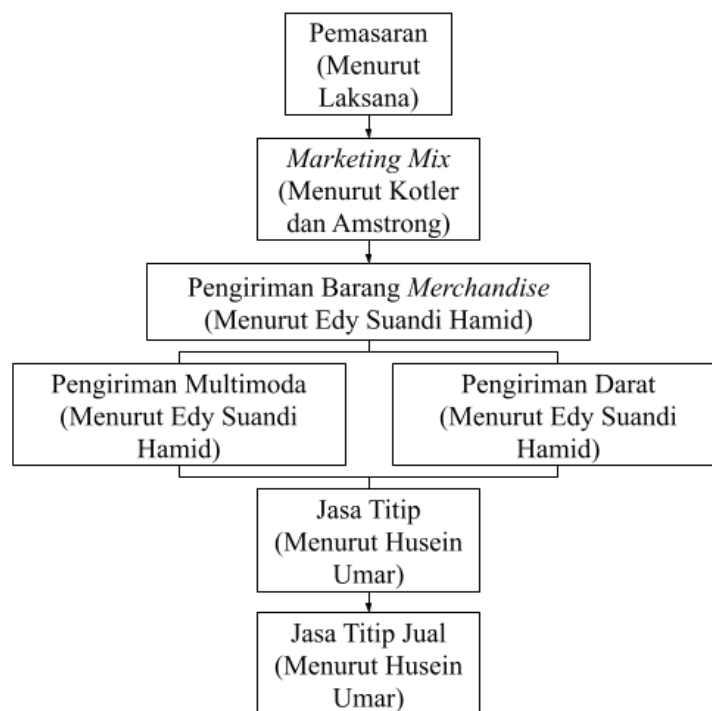 Pemasaran
(Menurut
Laksana)
Marketing Mix
(Menurut Kotler
dan Amstrong)
Pengiriman Barang Merchandise
(Menurut Edy Suandi Hamid)
Pengiriman Multimoda
(Menurut Edy Suandi
Hamid)
Pengiriman Darat
(Menurut Edy Suandi
Hamid)
Jasa Titip
(Menurut Husein
Umar)
Jasa Titip Jual
(Menurut Husein
Umar)